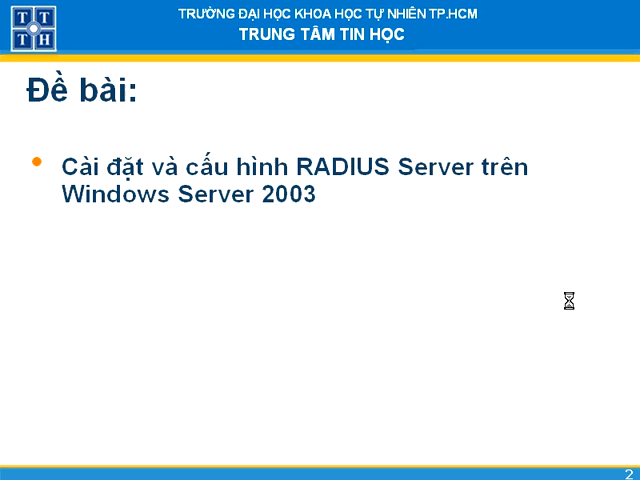 TRƯỜNG ĐẠI HỌC KHOA HỌC TỰ NHIÊN TP.HCM
TRUNG TÂM TIN HỌC
T T
T H
Đề bài:
• Cài đặt và cấu hình RADIUS Server trên
Windows Server 2003
2